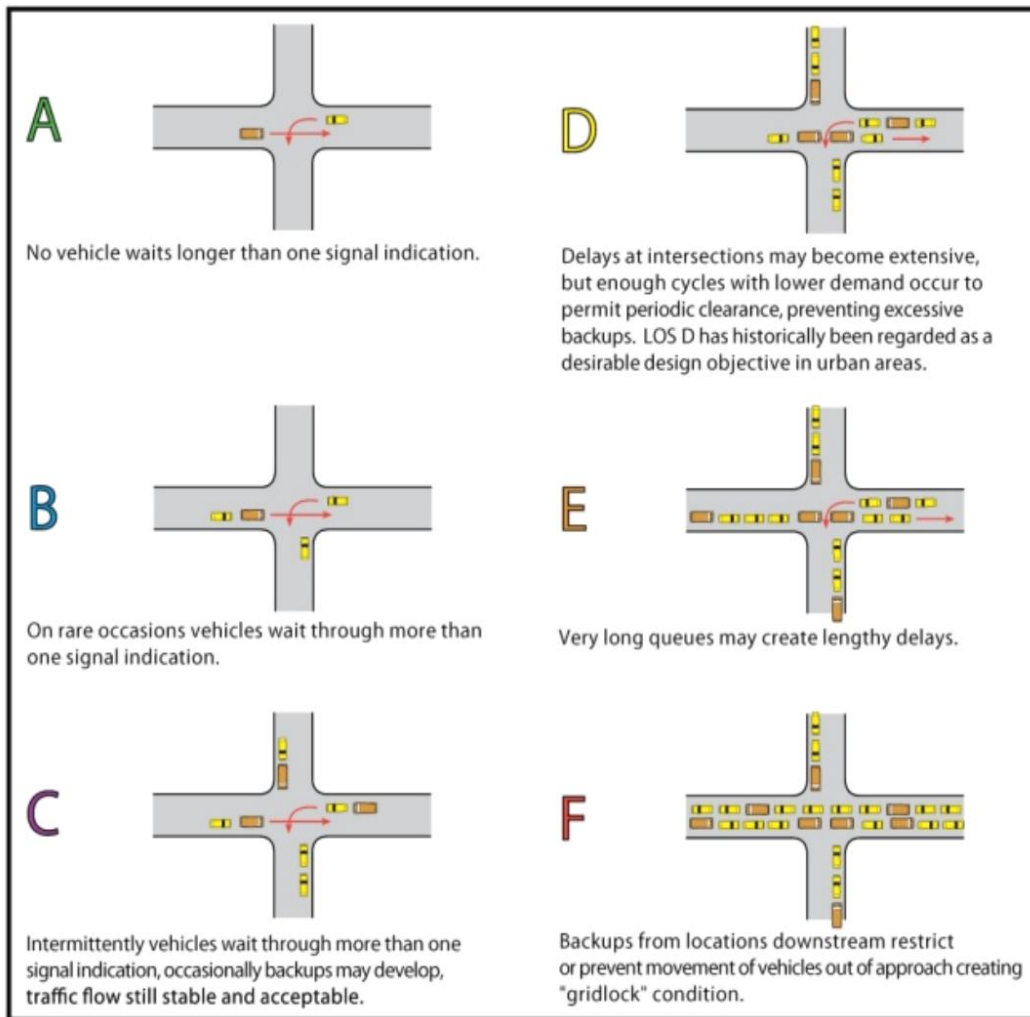 A
No vehicle waits longer than one signal indication.
B
On rare occasions vehicles wait through more than
one signal indication.
C
Intermittently vehicles wait through more than one
signal indication, occasionally backups may develop,
traffic flow still stable and acceptable.
D
Delays at intersections may become extensive,
but enough cycles with lower demand occur to
permit periodic clearance, preventing excessive
backups. LOS D has historically been regarded as a
desirable design objective in urban areas.
E
Very long queues may create lengthy delays.
F
Backups from locations downstream restrict
or prevent movement of vehicles out of approach creating
"gridlock" condition.